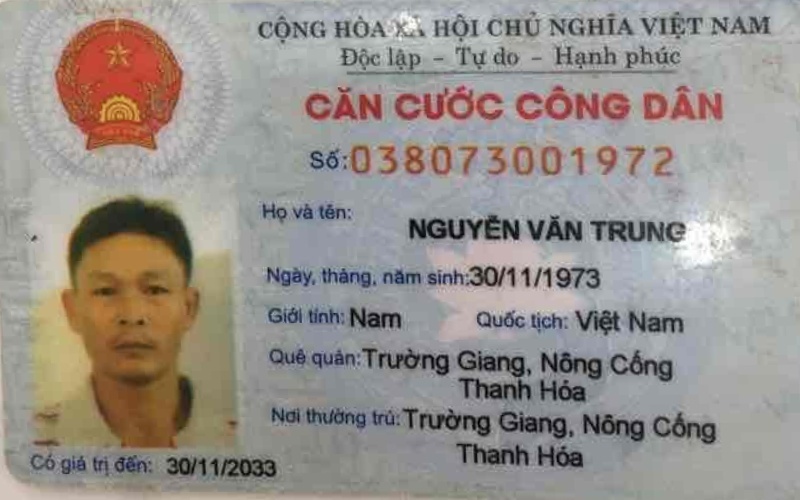 CỘNG HÒA XÃ HỘI CHỦ NGHĨA VIỆT NAM
Độc lập - Tự do - Hạnh phúc
CĂN CƯỚC CÔNG DÂN
Số: 038073001972
Họ và tên:
NGUYỄN VĂN TRUNG
Ngày, tháng, năm sinh: 30/11/1973
Giới tính: Nam Quốc tịch: Việt Nam
Quê quán: Trường Giang, Nông Cống
Thanh Hóa
Nơi thường trú: Trường Giang, Nông Cống
Thanh Hóa
Có giá trị đến: 30/11/2033